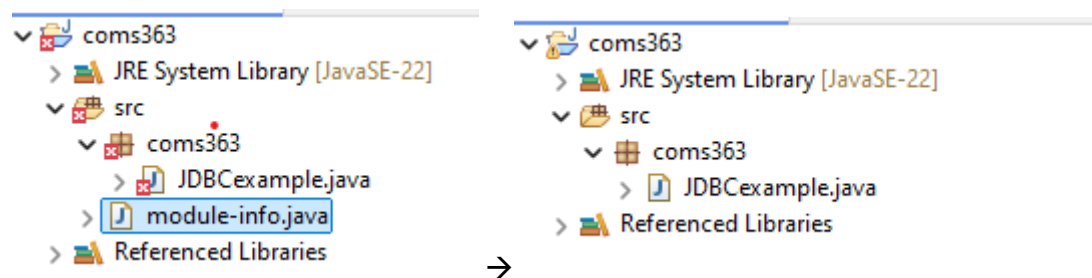 coms363
JRE System Library [JavaSE-22]
src
coms363
JDBCexample.java
module-info.java
Referenced Libraries
→
coms363
JRE System Library [JavaSE-22]
src
coms363
JDBCexample.java
Referenced Libraries